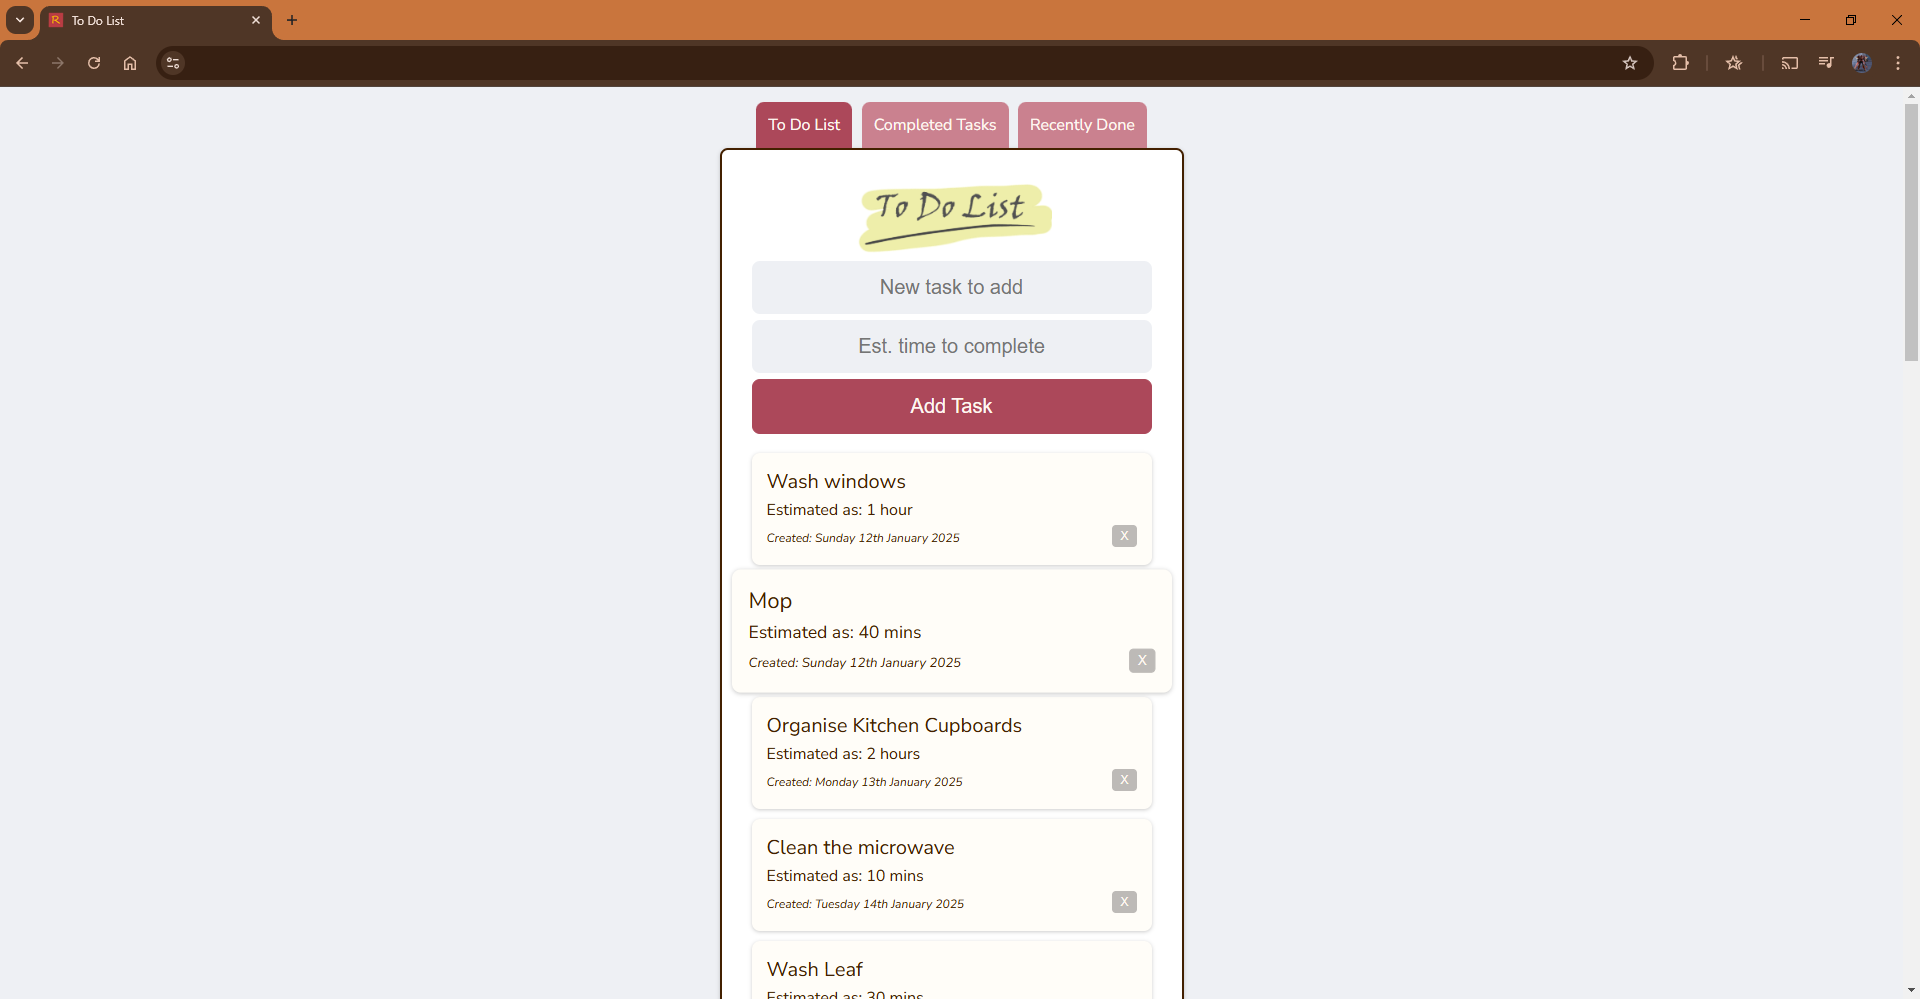 To Do List
To Do List
Completed Tasks
Recently Done
To Do List
New task to add
Est. time to complete
Add Task
Wash windows
Estimated as: 1 hour
Created: Sunday 12th January 2025
X
Mop
Estimated as: 40 mins
Created: Sunday 12th January 2025
X
Organise Kitchen Cupboards
Estimated as: 2 hours
Created: Monday 13th January 2025
X
Clean the microwave
Estimated as: 10 mins
Created: Tuesday 14th January 2025
X
Wash Leaf
Estimated as: 30 mins